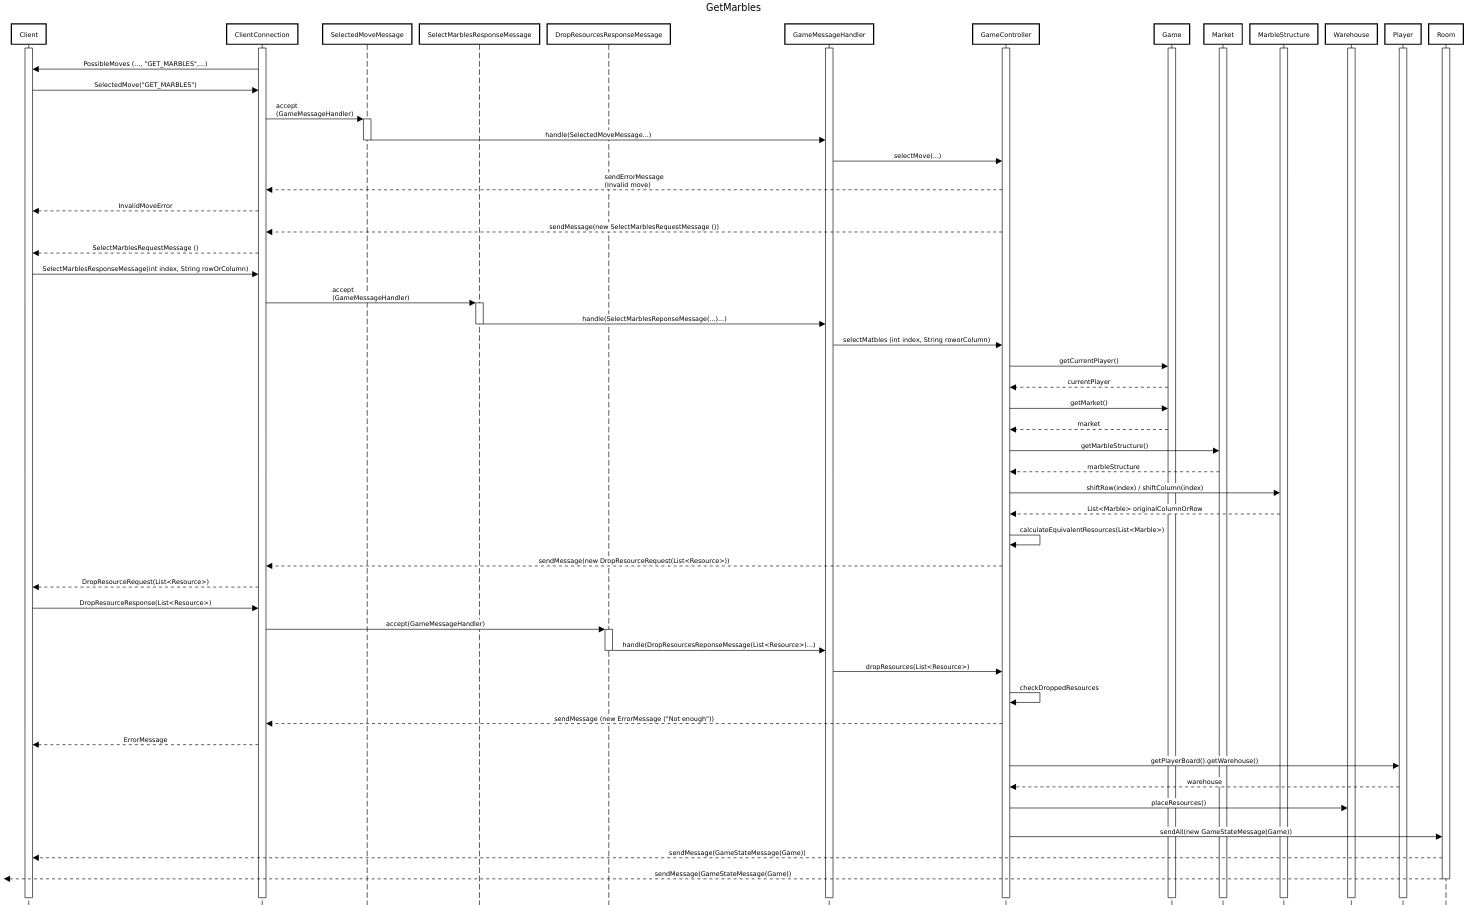 GetMarbles
Client
ClientConnection
SelectedMoveMessage
SelectMarblesResponseMessage
DropResourcesResponseMessage
GameMessageHandler
GameController
Game
Market
MarbleStructure
Warehouse
Player
Room
PossibleMoves (..., "GET_MARBLES",...)
SelectedMove("GET_MARBLES")
accept
(GameMessageHandler)
handle(SelectedMoveMessage...)
selectMove(...)
sendErrorMessage
(Invalid move)
InvalidMoveError
sendMessage(new SelectMarblesRequestMessage ())
SelectMarblesRequestMessage ()
SelectMarblesResponseMessage(int index, String rowOrColumn)
accept
(GameMessageHandler)
handle(SelectMarblesReponseMessage(...)...)
selectMatbles (int index, String roworColumn)
getCurrentPlayer()
currentPlayer
getMarket()
market
getMarbleStructure()
marbleStructure
shiftRow(index) / shiftColumn(index)
List<Marble> originalColumnOrRow
calculateEquivalentResources(List<Marble>)
sendMessage(new DropResourceRequest(List<Resource>))
DropResourceRequest(List<Resource>)
DropResourceResponse(List<Resource>)
accept(GameMessageHandler)
handle(DropResourcesReponseMessage(List<Resource>)...)
dropResources(List<Resource>)
checkDroppedResources
sendMessage (new ErrorMessage ("Not enough"))
ErrorMessage
getPlayerBoard().getWarehouse()
warehouse
placeResources()
sendAll(new GameStateMessage(Game))
sendMessage(GameStateMessage(Game))
sendMessage(GameStateMessage(Game))